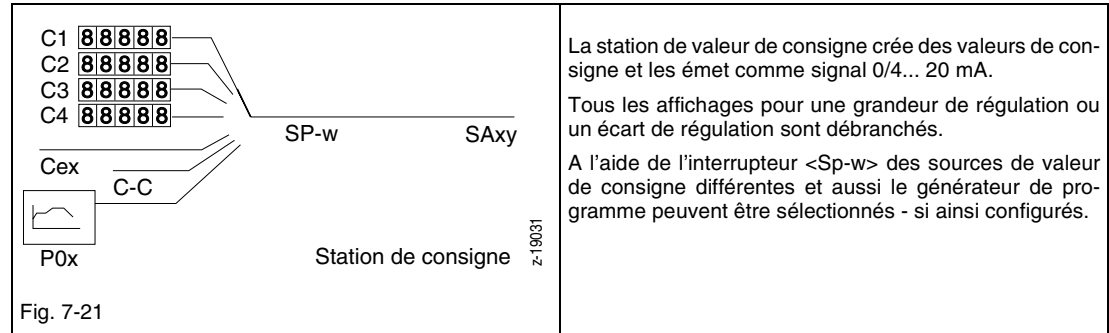 C1 88888
C2 88888
C3 88888
C4 88888
SP-w
SAxy
Cex
C-C
P0x
Station de consigne
z-19031
Fig. 7-21
La station de valeur de consigne crée des valeurs de con-
signe et les émet comme signal 0/4... 20 mA.
Tous les affichages pour une grandeur de régulation ou
un écart de régulation sont débranchés.
A l'aide de l'interrupteur <Sp-w> des sources de valeur
de consigne différentes et aussi le générateur de pro-
gramme peuvent être sélectionnés - si ainsi configurés.